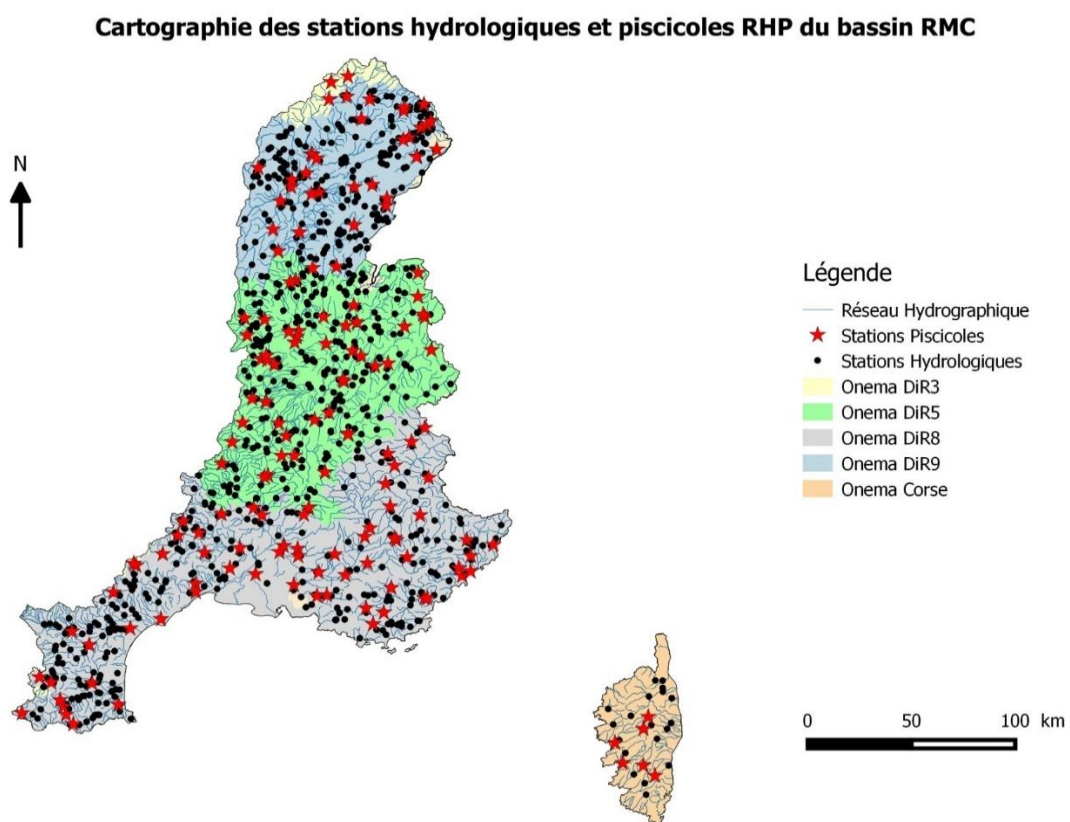 Cartographie des stations hydrologiques et piscicoles RHP du bassin RMC
N
Légende
Réseau Hydrographique
Stations Piscicoles
Stations Hydrologiques
Onema DiR3
Onema DiR5
Onema DiR8
Onema DiR9
Onema Corse
0 50 100 km